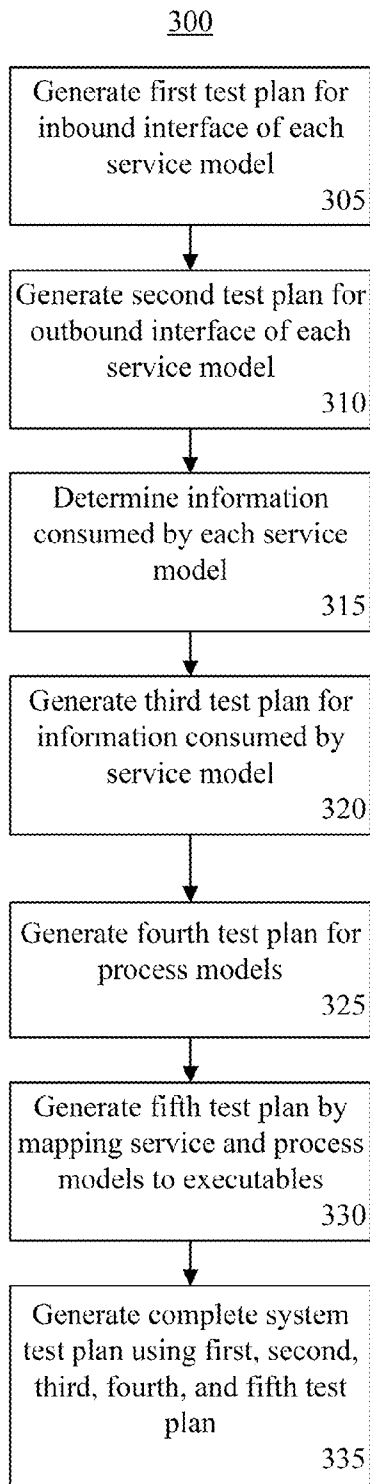 300
Generate first test plan for
inbound interface of each
service model
305
Generate second test plan for
outbound interface of each
service model
310
Determine information
consumed by each service
model
315
Generate third test plan for
information consumed by
service model
320
Generate fourth test plan for
process models
325
Generate fifth test plan by
mapping service and process
models to executables
330
Generate complete system
test plan using first, second,
third, fourth, and fifth test
plan
335